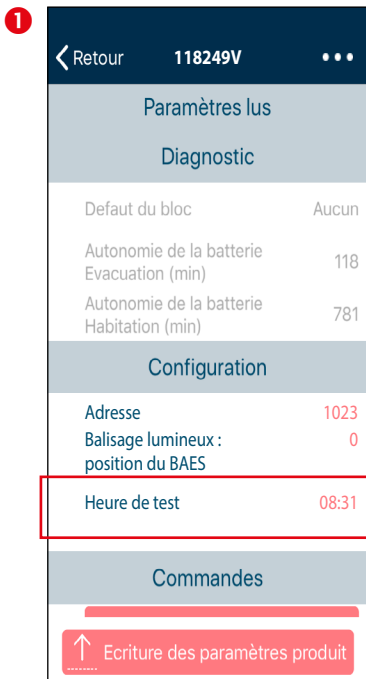 1
Retour 118249V •••
Paramètres lus
Diagnostic
Defaut du bloc Aucun
Autonomie de la batterie
Evacuation (min) 118
Autonomie de la batterie
Habitation (min) 781
Configuration
Adresse 1023
Balisage lumineux : 0
position du BAES
Heure de test 08:31
Commandes
Ecriture des paramètres produit